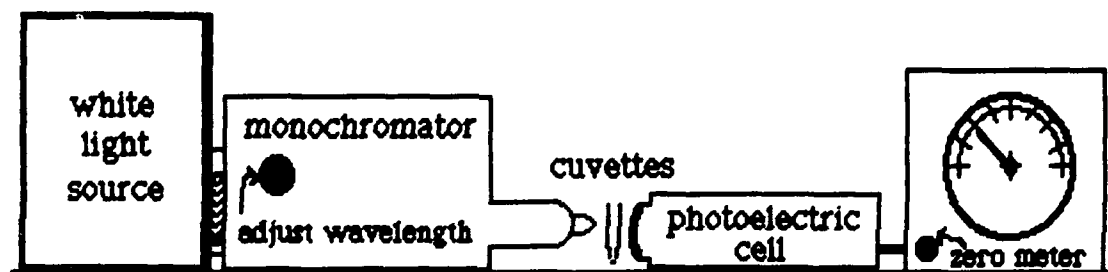 white
light
source
monochromator
adjust wavelength
cuvettes
photoelectric
cell
zero meter